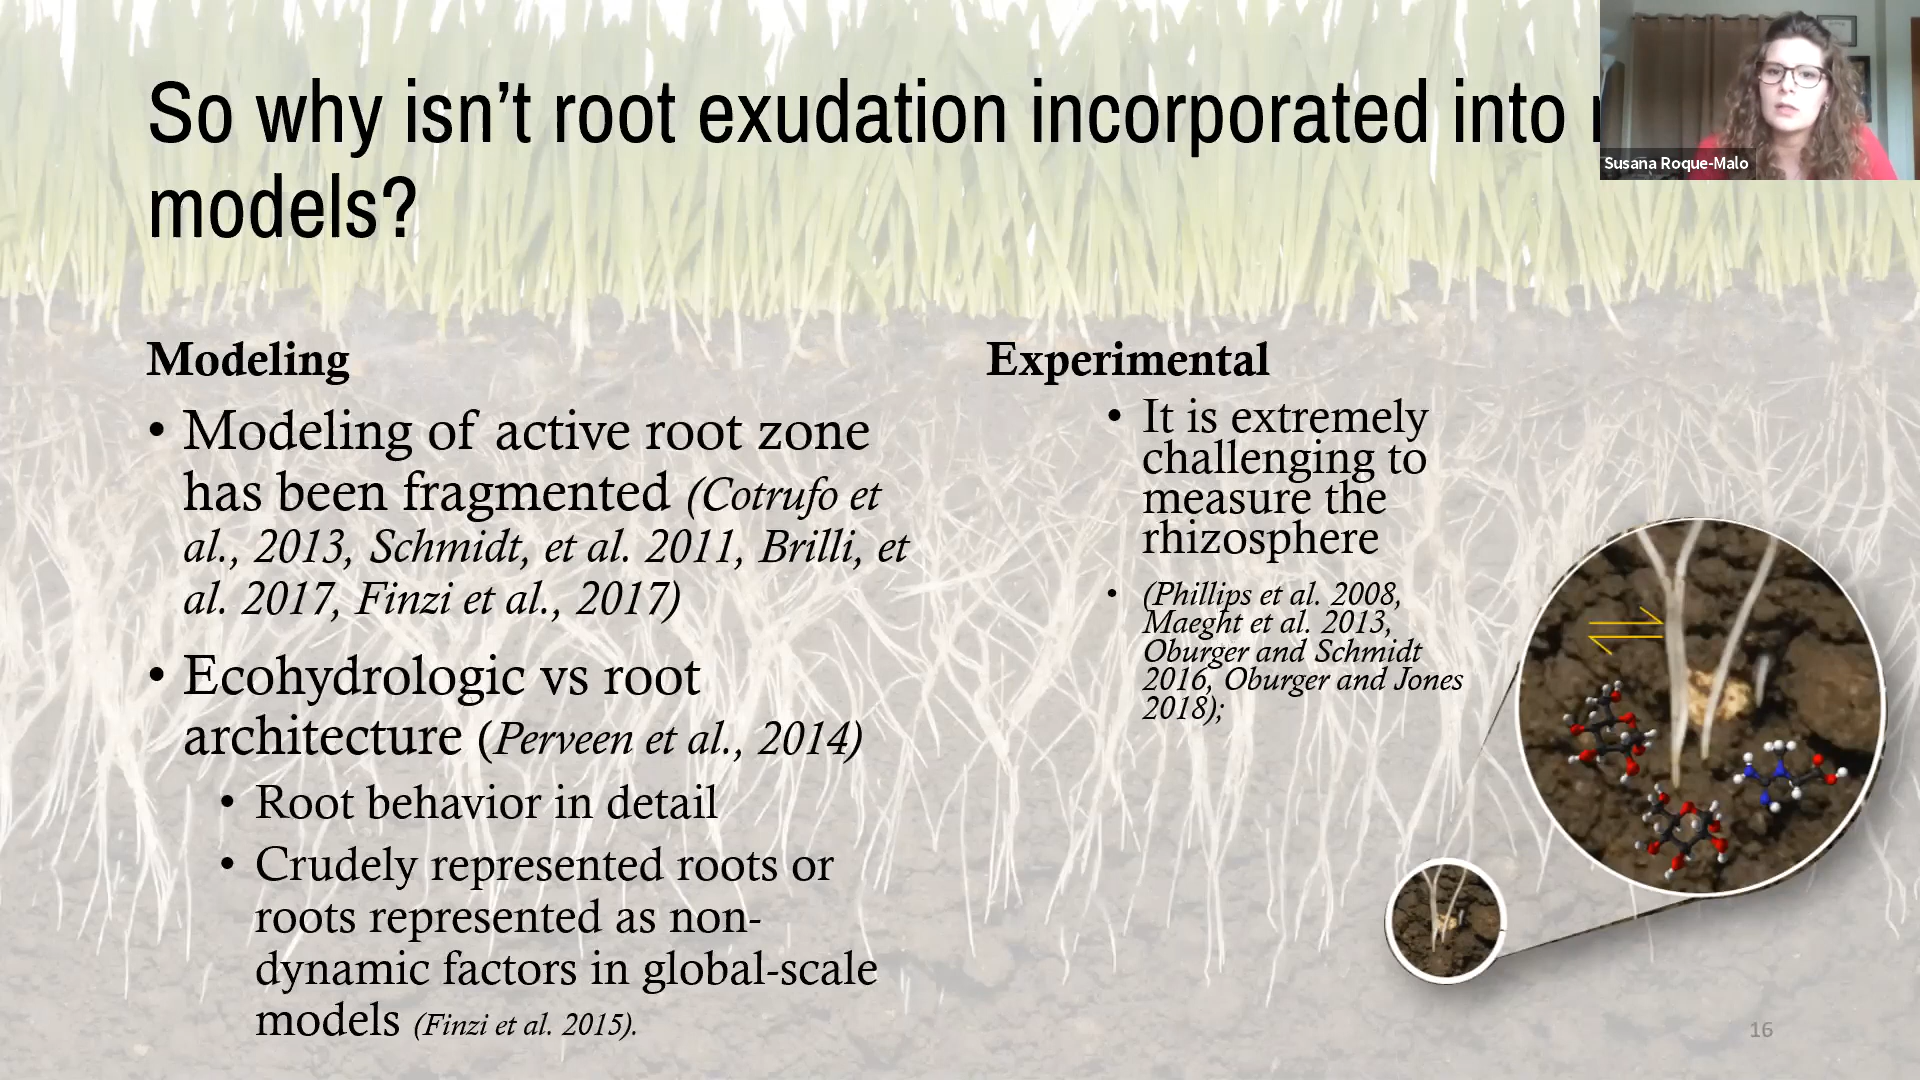 So why isn’t root exudation incorporated into
models?
Susana Roque-Malo
Modeling
• Modeling of active root zone
has been fragmented (Cotrufo et
al., 2013, Schmidt, et al. 2011, Brilli, et
al. 2017, Finzi et al., 2017)
• Ecohydrologic vs root
architecture (Perveen et al., 2014)
• Root behavior in detail
• Crudely represented roots or
roots represented as non-
dynamic factors in global-scale
models (Finzi et al. 2015).
Experimental
• It is extremely
challenging to
measure the
rhizosphere
• (Phillips et al. 2008,
Maeght et al. 2013,
Oburger and Schmidt
2016, Oburger and Jones
2018);
16